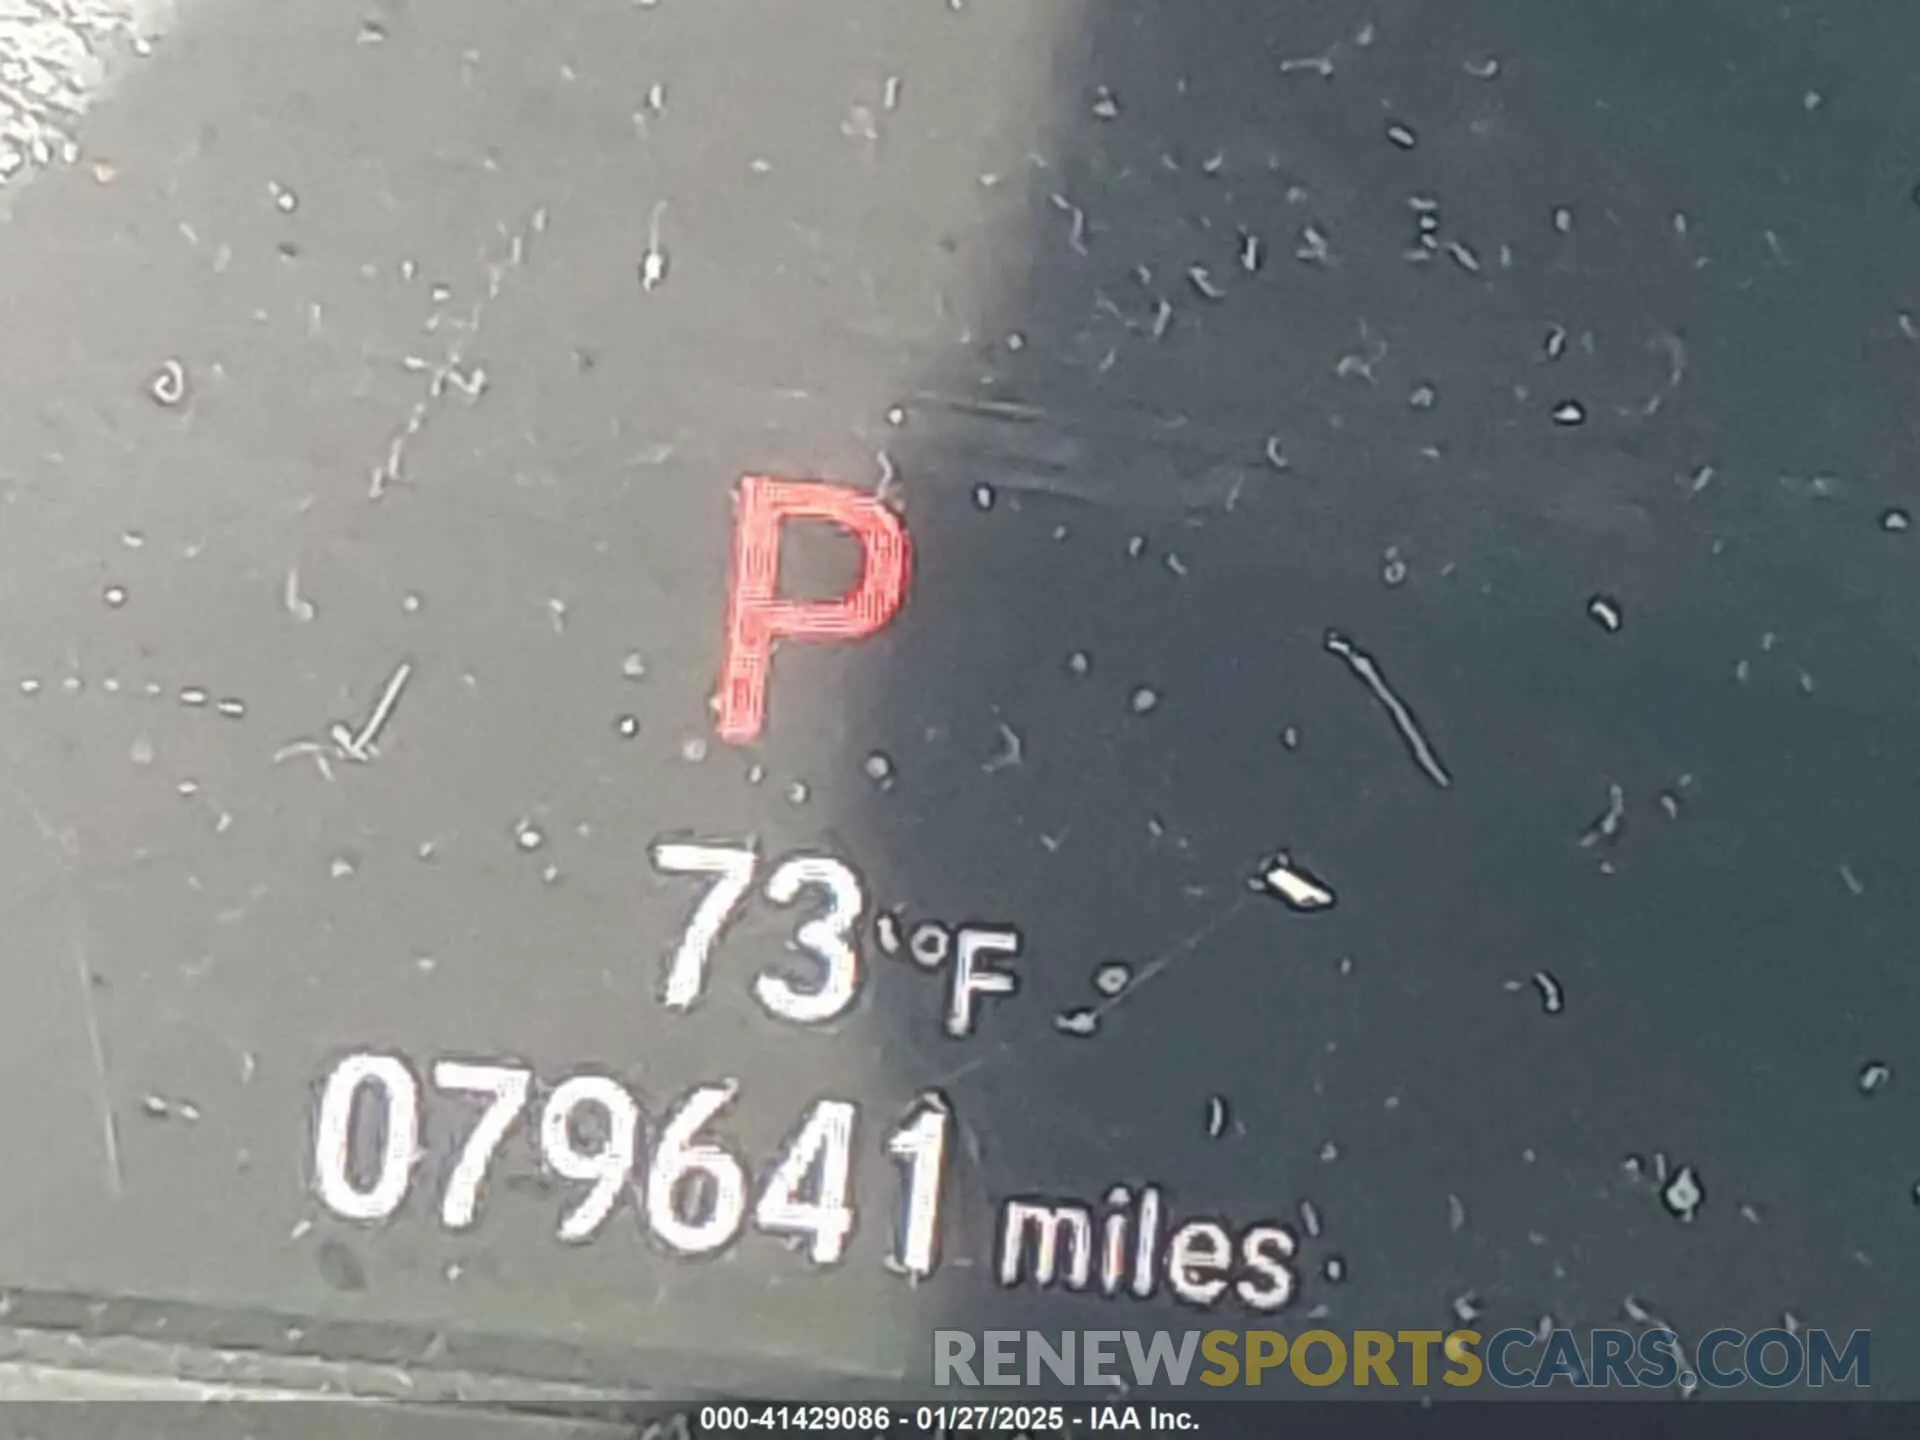 P
73°F
079641 miles
RENEWSPORTSCARS.COM
000-41429086 - 01/27/2025 - IAA Inc.